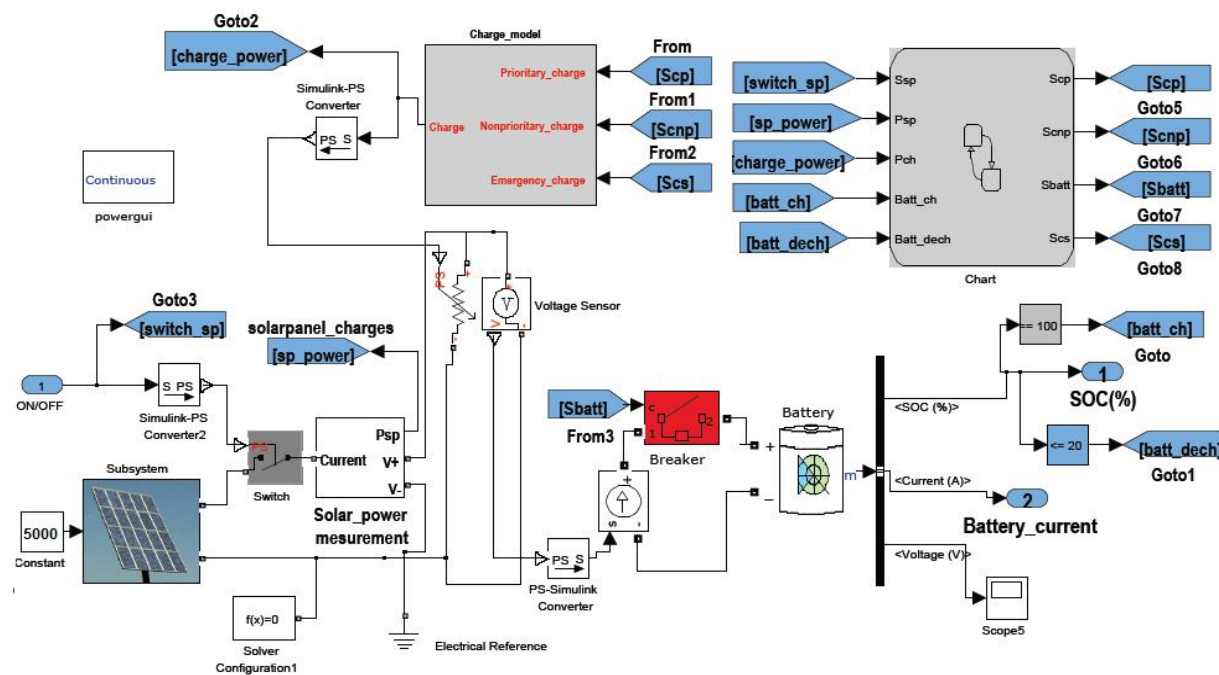 Goto2
[charge_power]
Simulink-PS
Converter
PS S
Continuous
powergui
Charge_model
Prioritary_charge
Charge
Nonprioritary_charge
Emergency_charge
From
[Scp]
From1
[Scnp]
From2
[Scs]
[switch_sp]
[sp_power]
[charge_power]
[batt_ch]
[batt_dech]
Ssp
Psp
Pch
Batt_ch
Batt_dech
Scp
Scnp
Sbatt
Scs
Chart
[Scp]
Goto5
[Scnp]
Goto6
[Sbatt]
Goto7
[Scs]
Goto8
PS
+
-
+
V
V
-
Voltage Sensor
Goto3
[switch_sp]
1
ON/OFF
S PS
Simulink-PS
Converter2
solarpanel_charges
[sp_power]
PS
Switch
Psp
Current
V+
V-
Solar_power
mesurement
Subsystem
5000
Constant
f(x)=0
Solver
Configuration1
Electrical Reference
PS S
PS-Simulink
Converter
[Sbatt]
From3
c
1
2
Breaker
+
s
-
Battery
+
m
-
<SOC (%)>
<Current (A)>
<Voltage (V)>
== 100
[batt_ch]
Goto
1
SOC(%)
<= 20
[batt_dech]
Goto1
2
Battery_current
Scope5